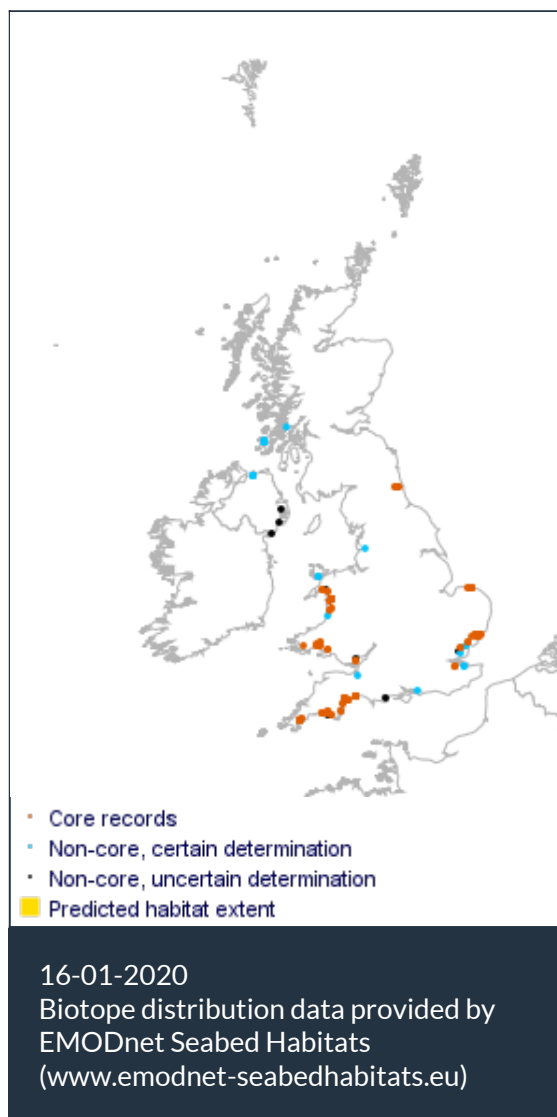 Core records
Non-core, certain determination
Non-core, uncertain determination
Predicted habitat extent
16-01-2020
Biotope distribution data provided by
EMODnet Seabed Habitats
(www.emodnet-seabedhabitats.eu)